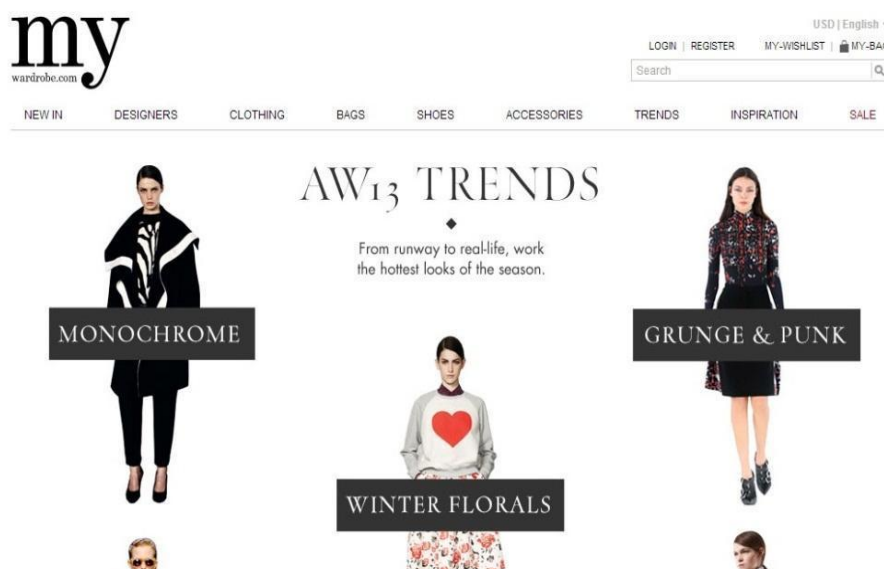 my
wardrobe.com
USD | English
LOGIN | REGISTER MY-WISHLIST | MY-BAG
Search
NEW IN DESIGNERS CLOTHING BAGS SHOES ACCESSORIES TRENDS INSPIRATION SALE
AW13 TRENDS
From runway to real-life, work
the hottest looks of the season.
MONOCHROME
GRUNGE & PUNK
WINTER FLORALS